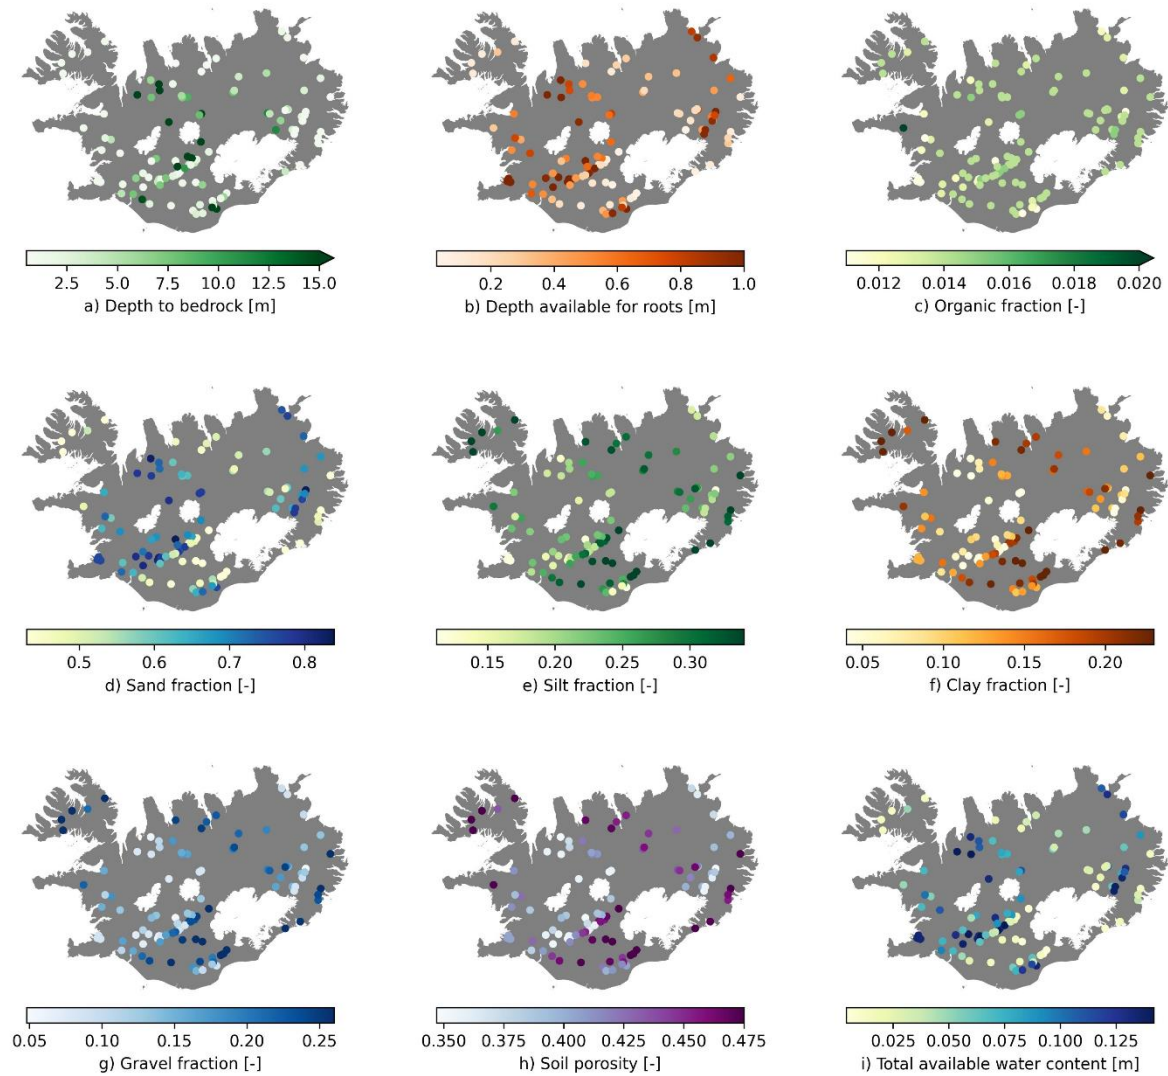 2.5 5.0 7.5 10.0 12.5 15.0
a) Depth to bedrock [m]
0.2 0.4 0.6 0.8 1.0
b) Depth available for roots [m]
0.012 0.014 0.016 0.018 0.020
c) Organic fraction [-]
0.5 0.6 0.7 0.8
d) Sand fraction [-]
0.15 0.20 0.25 0.30
e) Silt fraction [-]
0.05 0.10 0.15 0.20
f) Clay fraction [-]
0.05 0.10 0.15 0.20 0.25
g) Gravel fraction [-]
0.350 0.375 0.400 0.425 0.450 0.475
h) Soil porosity [-]
0.025 0.050 0.075 0.100 0.125
i) Total available water content [m]